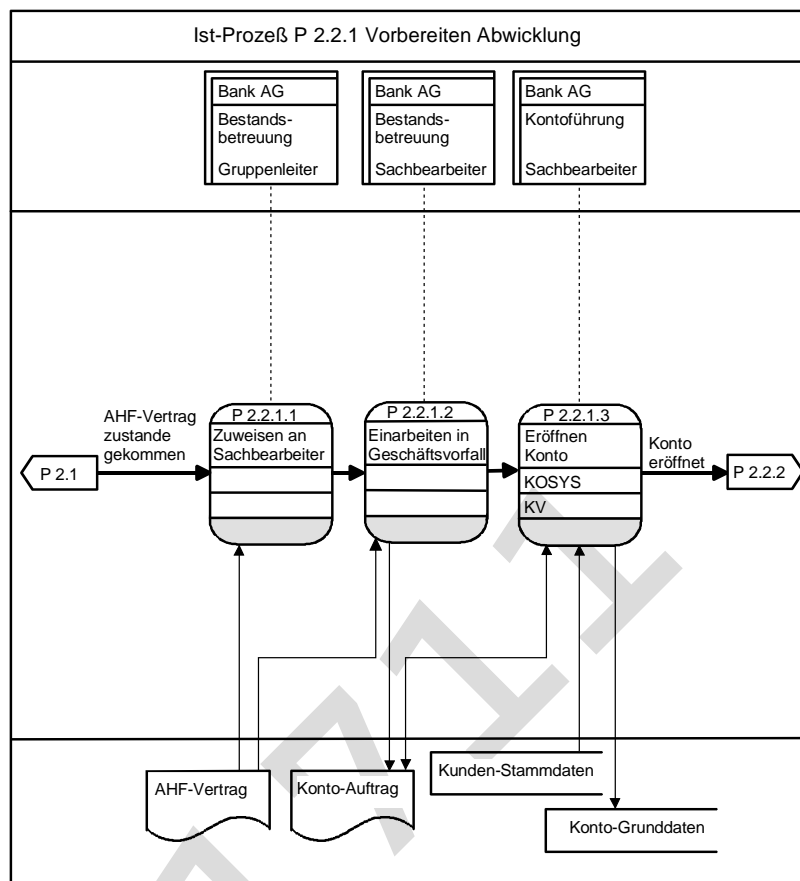 Ist-Prozeß P 2.2.1 Vorbereiten Abwicklung
Bank AG
Bestands-
betreuung
Gruppenleiter
Bank AG
Bestands-
betreuung
Sachbearbeiter
Bank AG
Kontoführung
Sachbearbeiter
P 2.1
AHF-Vertrag
zustande
gekommen
P 2.2.1.1
Zuweisen an
Sachbearbeiter
P 2.2.1.2
Einarbeiten in
Geschäftsvorfall
P 2.2.1.3
Eröffnen
Konto
KOSYS
KV
Konto
eröffnet
P 2.2.2
AHF-Vertrag
Konto-Auftrag
Kunden-Stammdaten
Konto-Grunddaten